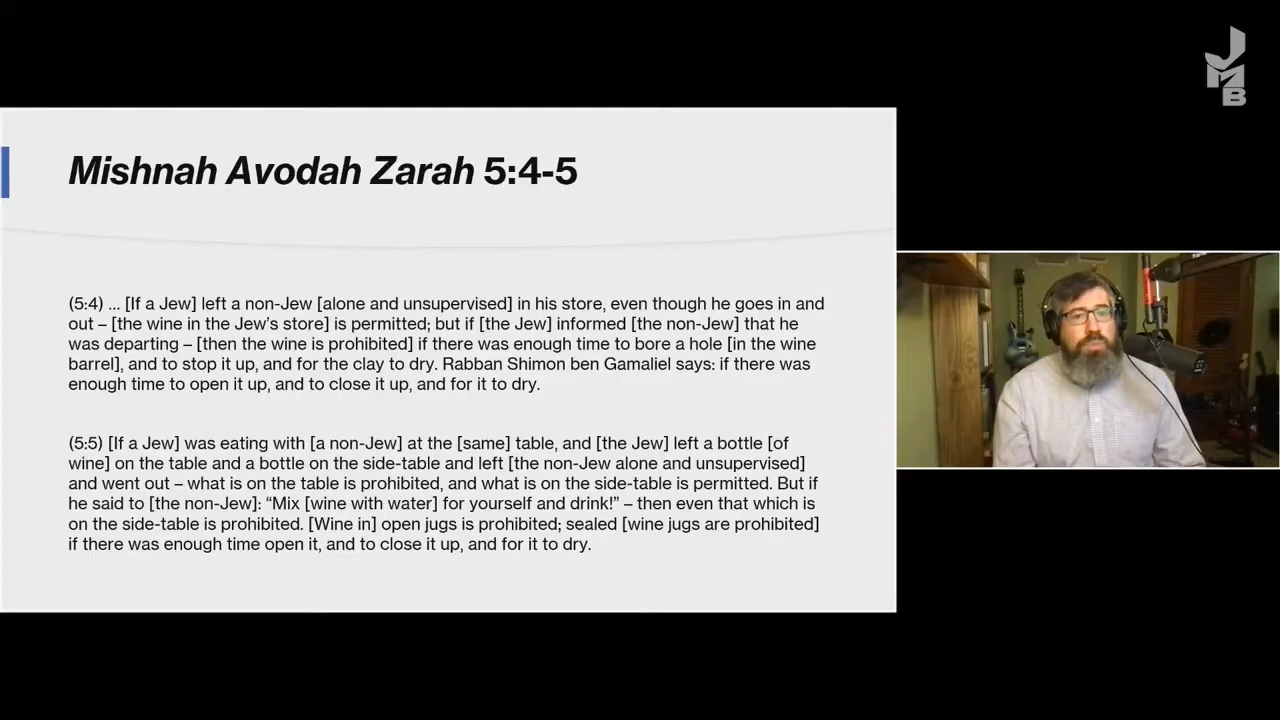 JMB
Mishnah Avodah Zarah 5:4-5
(5:4) ... [If a Jew] left a non-Jew [alone and unsupervised] in his store, even though he goes in and
out – [the wine in the Jew's store] is permitted; but if [the Jew] informed [the non-Jew] that he
was departing – [then the wine is prohibited] if there was enough time to bore a hole [in the wine
barrel], and to stop it up, and for the clay to dry. Rabban Shimon ben Gamaliel says: if there was
enough time to open it up, and to close it up, and for it to dry.
(5:5) [If a Jew] was eating with [a non-Jew] at the [same] table, and [the Jew] left a bottle [of
wine] on the table and a bottle on the side-table and left [the non-Jew alone and unsupervised]
and went out – what is on the table is prohibited, and what is on the side-table is permitted. But if
he said to [the non-Jew]: “Mix [wine with water] for yourself and drink!” – then even that which is
on the side-table is prohibited. [Wine in] open jugs is prohibited; sealed [wine jugs are prohibited]
if there was enough time open it, and to close it up, and for it to dry.